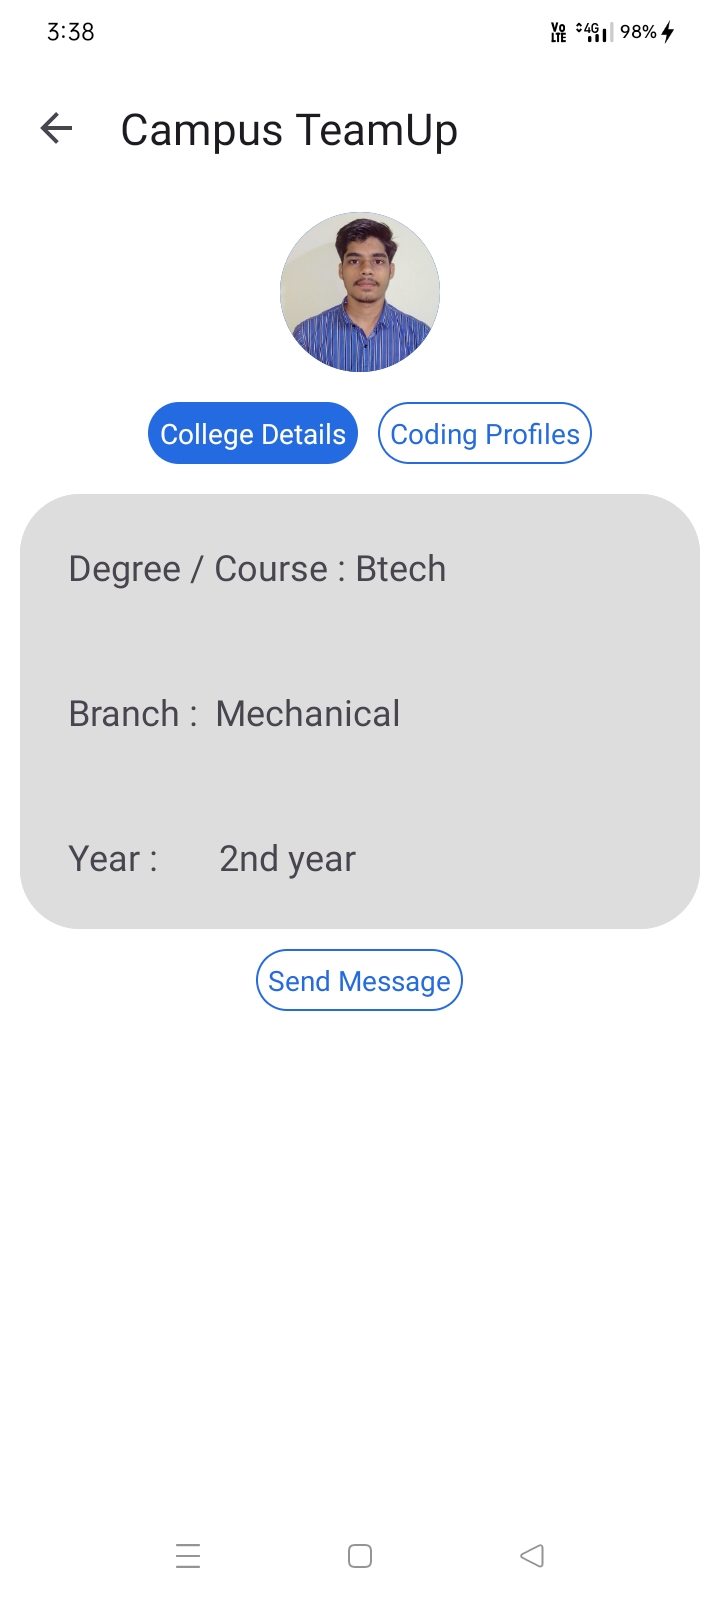 3:38 Vo LTE 4G 98%
Campus TeamUp
College Details Coding Profiles
Degree / Course : Btech
Branch : Mechanical
Year : 2nd year
Send Message